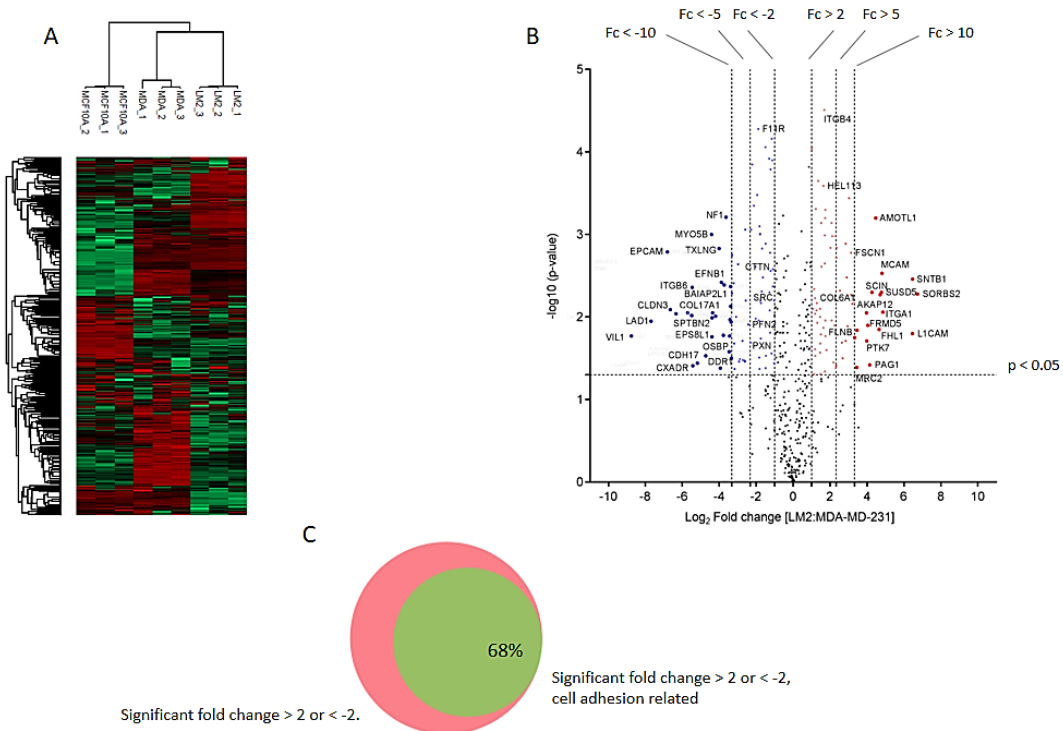 A
MCF10A_2
MCF10A_1
MCF10A_3
MDA_1
MDA_2
MDA_3
LM2_3
LM2_2
LM2_1
B
Fc < -10
Fc < -5
Fc < -2
Fc > 2
Fc > 5
Fc > 10
-log10 (p-value)
5
4
3
2
1
0
F11R
ITGB4
HEL113
NF1
AMOTL1
MYO5B
EPCAM
TXLNG
FSCN1
CTTN
MCAM
EFNB1
SNTB1
ITGB6
BAIAP2L1
SRC
COL6A1
SCIN
SUSD5
SORBS2
CLDN3
COL17A1
AKAP12
ITGA1
LAD1
SPTBN2
PFN2
FRMD5
VIL1
EPS8L1
FLNB
FHL1
L1CAM
OSBP
PXN
PTK7
CDH17
DDR1
CXADR
PAG1
MRC2
p < 0.05
-10
-8
-6
-4
-2
0
2
4
6
8
10
Log2 Fold change [LM2:MDA-MD-231]
C
68%
Significant fold change > 2 or < -2,
cell adhesion related
Significant fold change > 2 or < -2.